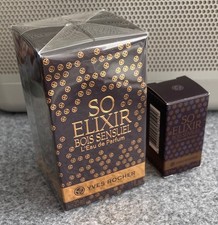 SO
ELIXIR
BOIS SENSUEL
L'Eau de Parfum
YVES ROCHER
SO
ELIXIR